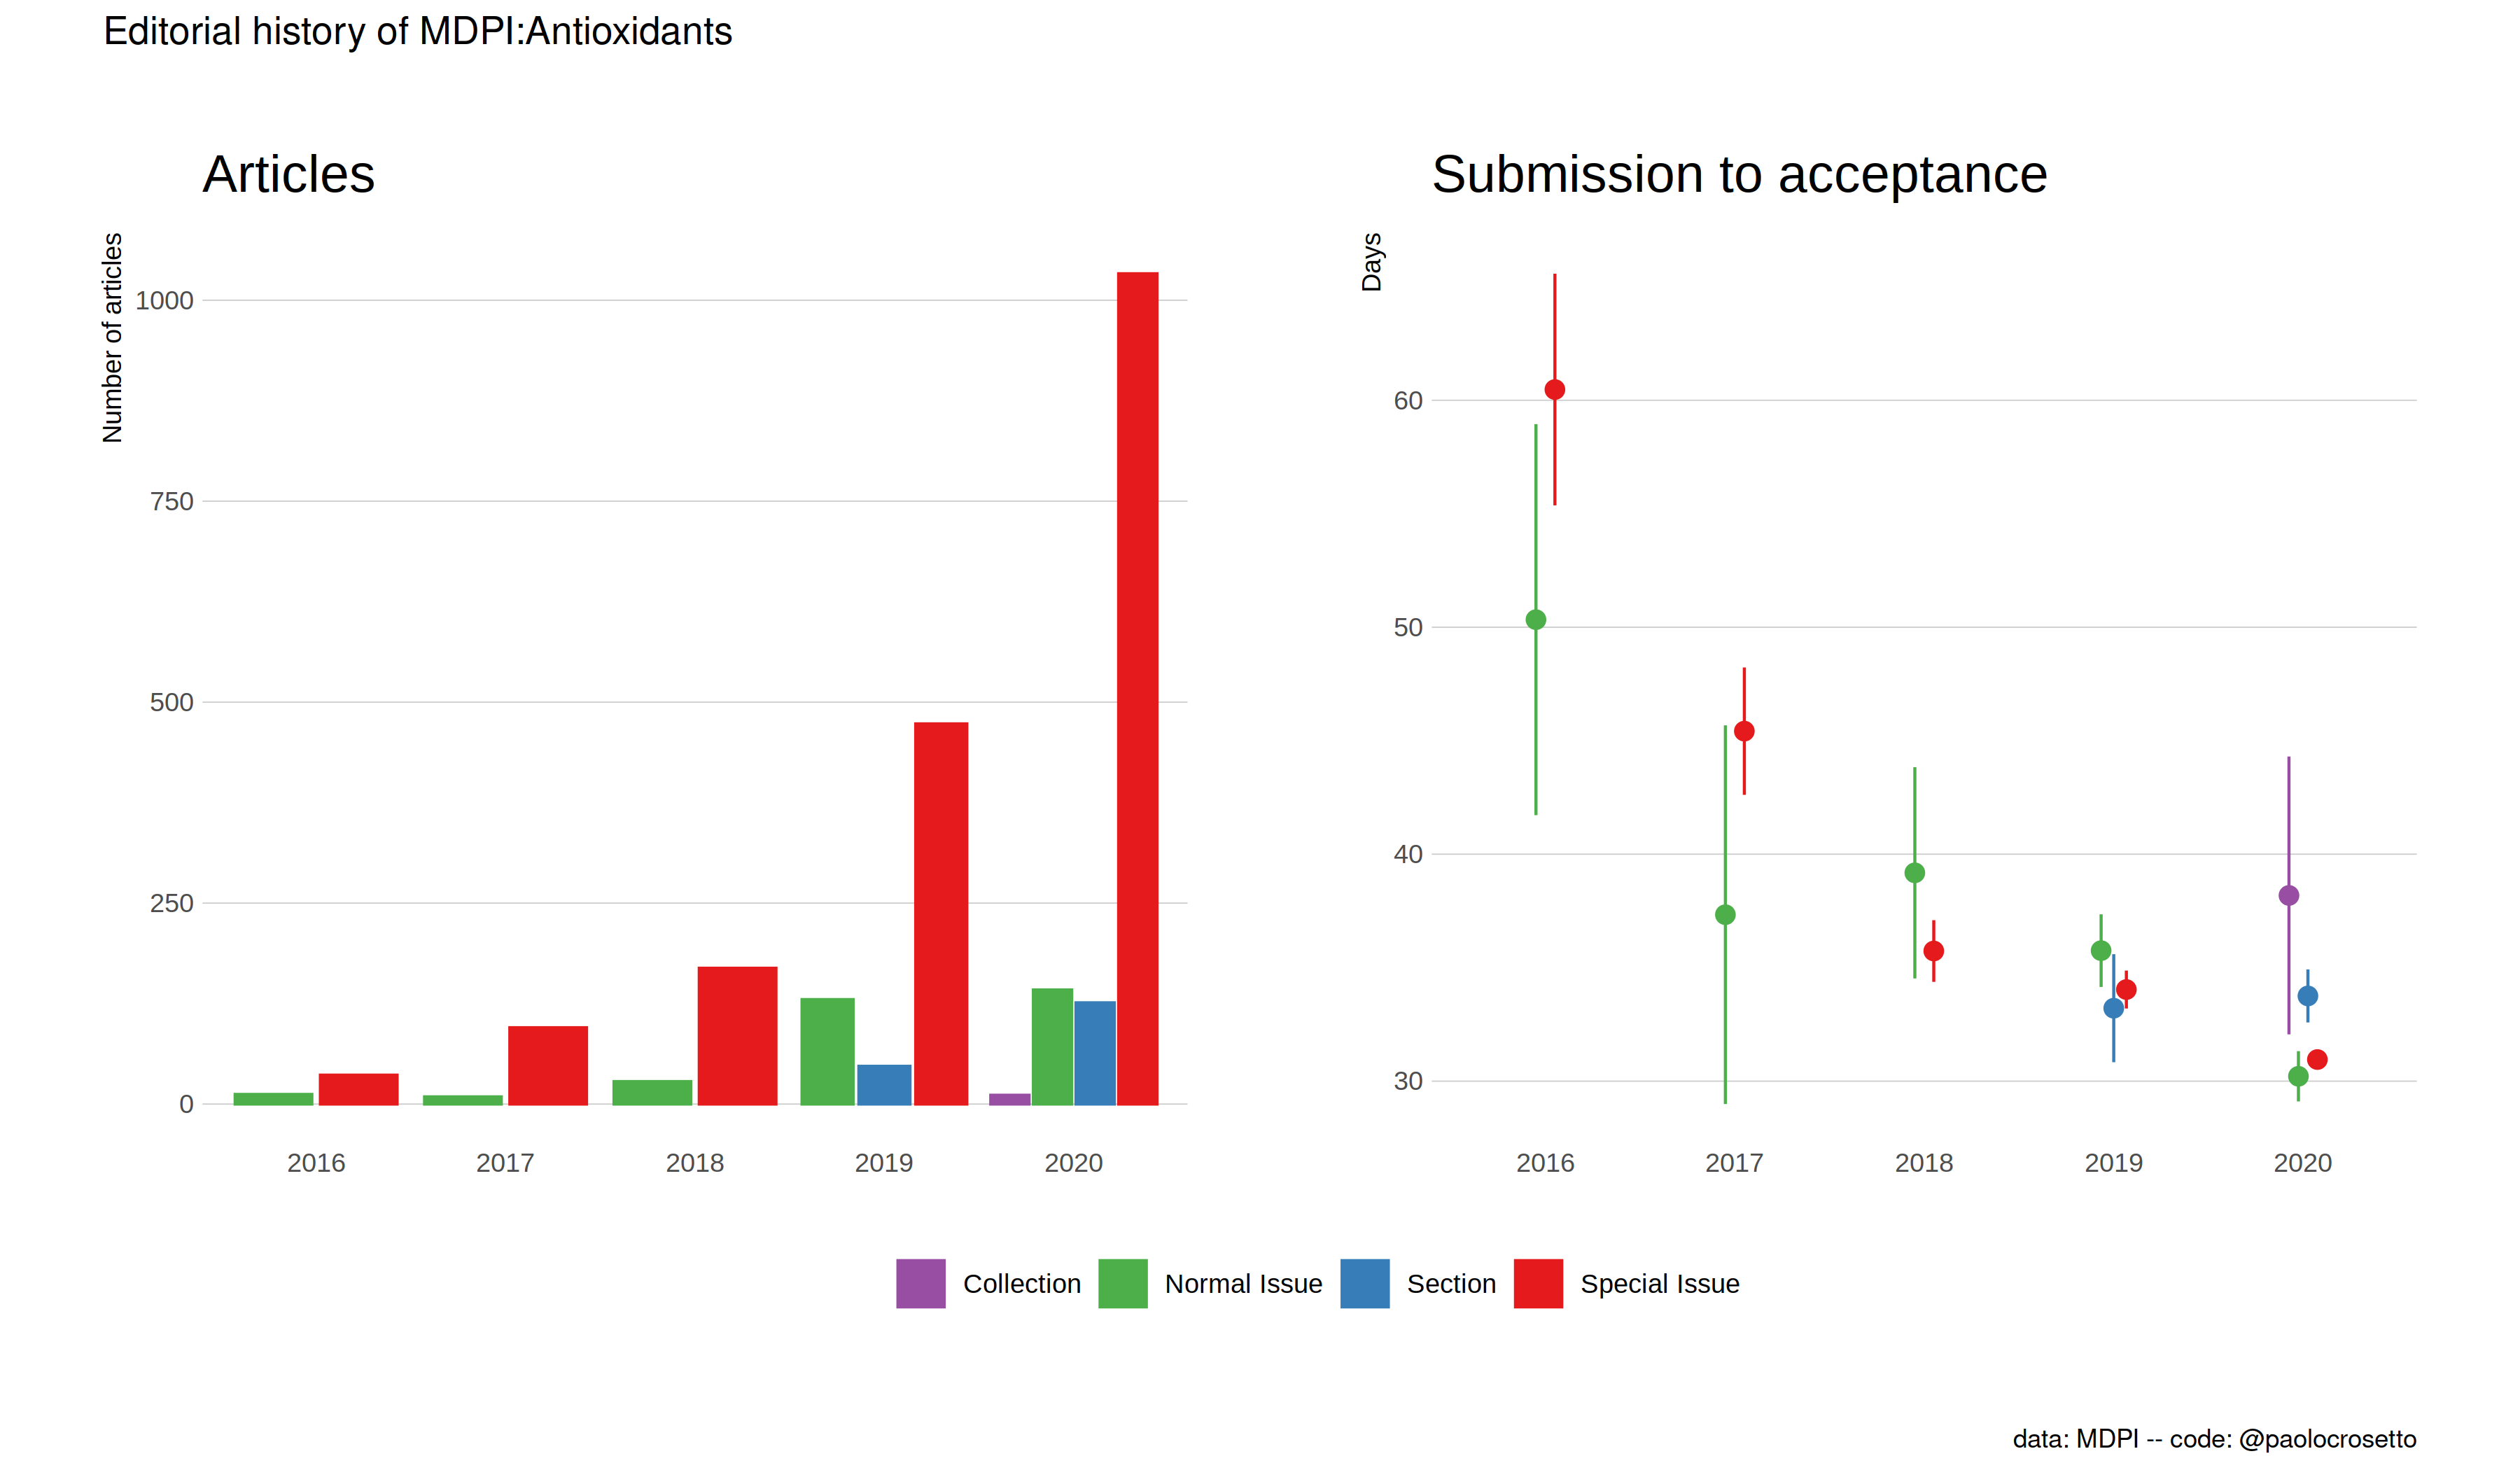 Editorial history of MDPI:Antioxidants
Articles
Number of articles
1000
750
500
250
0
2016 2017 2018 2019 2020
Submission to acceptance
Days
60
50
40
30
2016 2017 2018 2019 2020
Collection Normal Issue Section Special Issue
data: MDPI -- code: @paolocrosetto